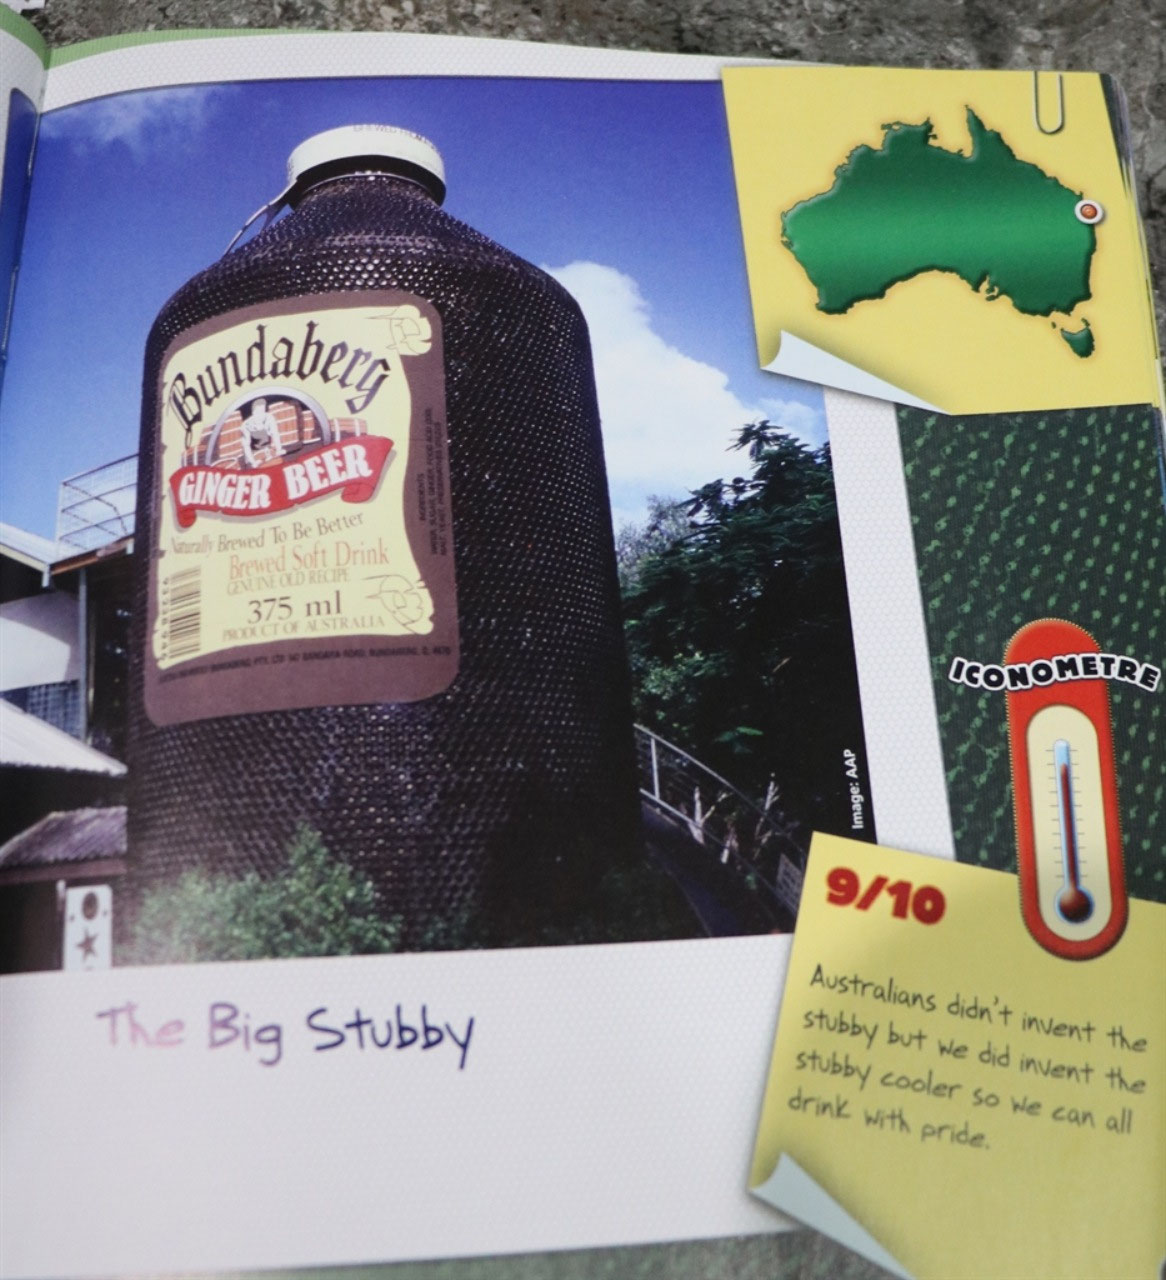 Bundaberg
GINGER BEER
Naturally Brewed To Be Better
Brewed Soft Drink
GENUINE OLD RECIPE
375 ml
PRODUCT OF AUSTRALIA
Image: AAP
ICONOMETRE
9/10
Australians didn't invent the
stubby but we did invent the
stubby cooler so we can all
drink with pride.
The Big Stubby